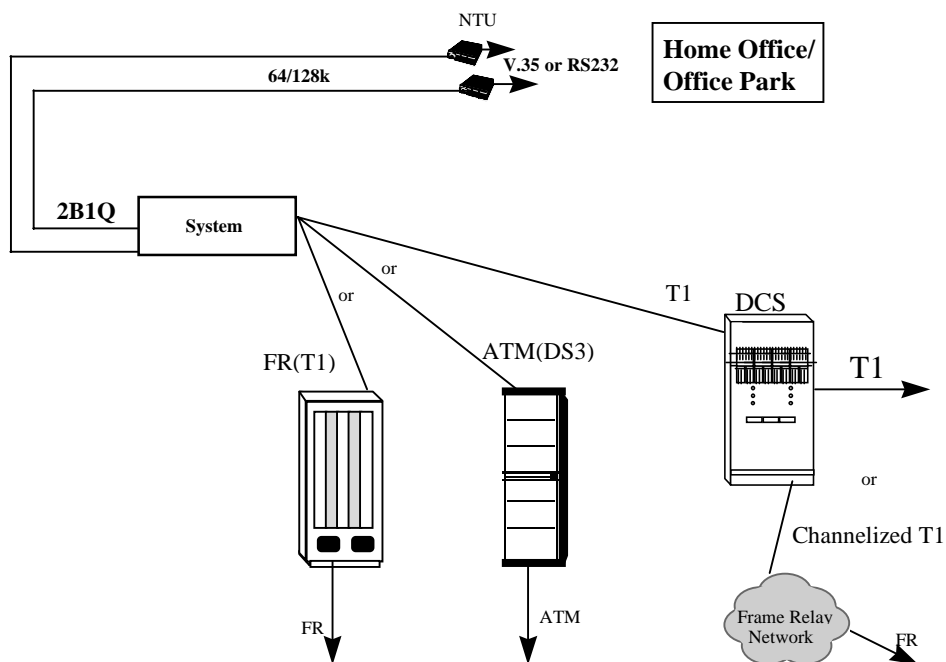 NTU
V.35 or RS232
Home Office/
Office Park
64/128k
2B1Q
System
or
or
T1
DCS
FR(T1)
ATM(DS3)
T1
or
Channelized T1
FR
ATM
Frame Relay
Network
FR